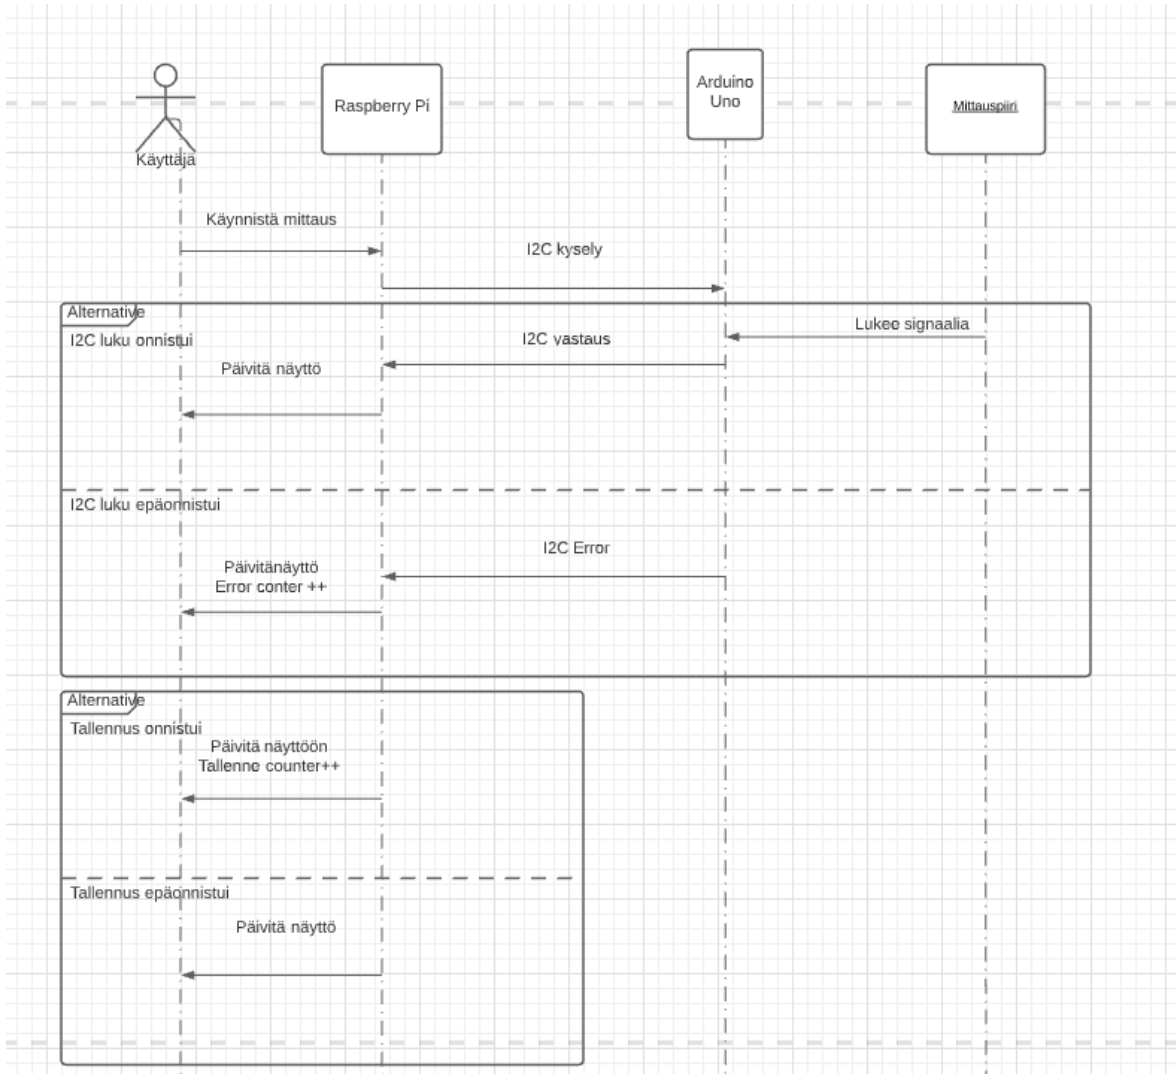 Käyttäjä
Raspberry Pi
Arduino
Uno
Mittauspiiri
Käynnistä mittaus
I2C kysely
Alternative
I2C luku onnistui
Lukee signaalia
I2C vastaus
Päivitä näyttö
I2C luku epäonnistui
I2C Error
Päivitänäyttö
Error conter ++
Alternative
Tallennus onnistui
Päivitä näyttöön
Tallenne counter++
Tallennus epäonnistui
Päivitä näyttö